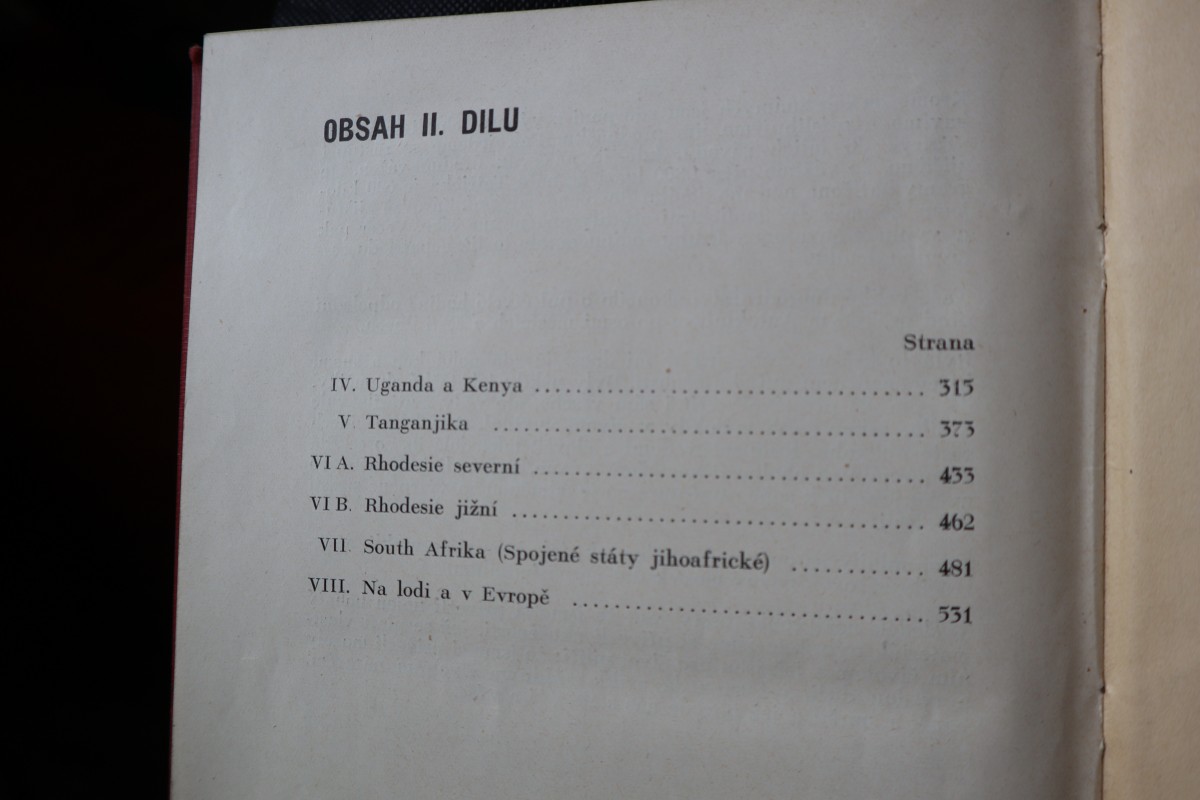 OBSAH II. DILU
Strana
IV. Uganda a Kenya ........................................ 313
V. Tanganjika ........................................ 373
VI A. Rhodesie severní ........................................ 433
VI B. Rhodesie jižní ........................................ 462
VII. South Afrika (Spojené státy jihoafrické) ............ 481
VIII. Na lodi a v Evropě ................................ 531